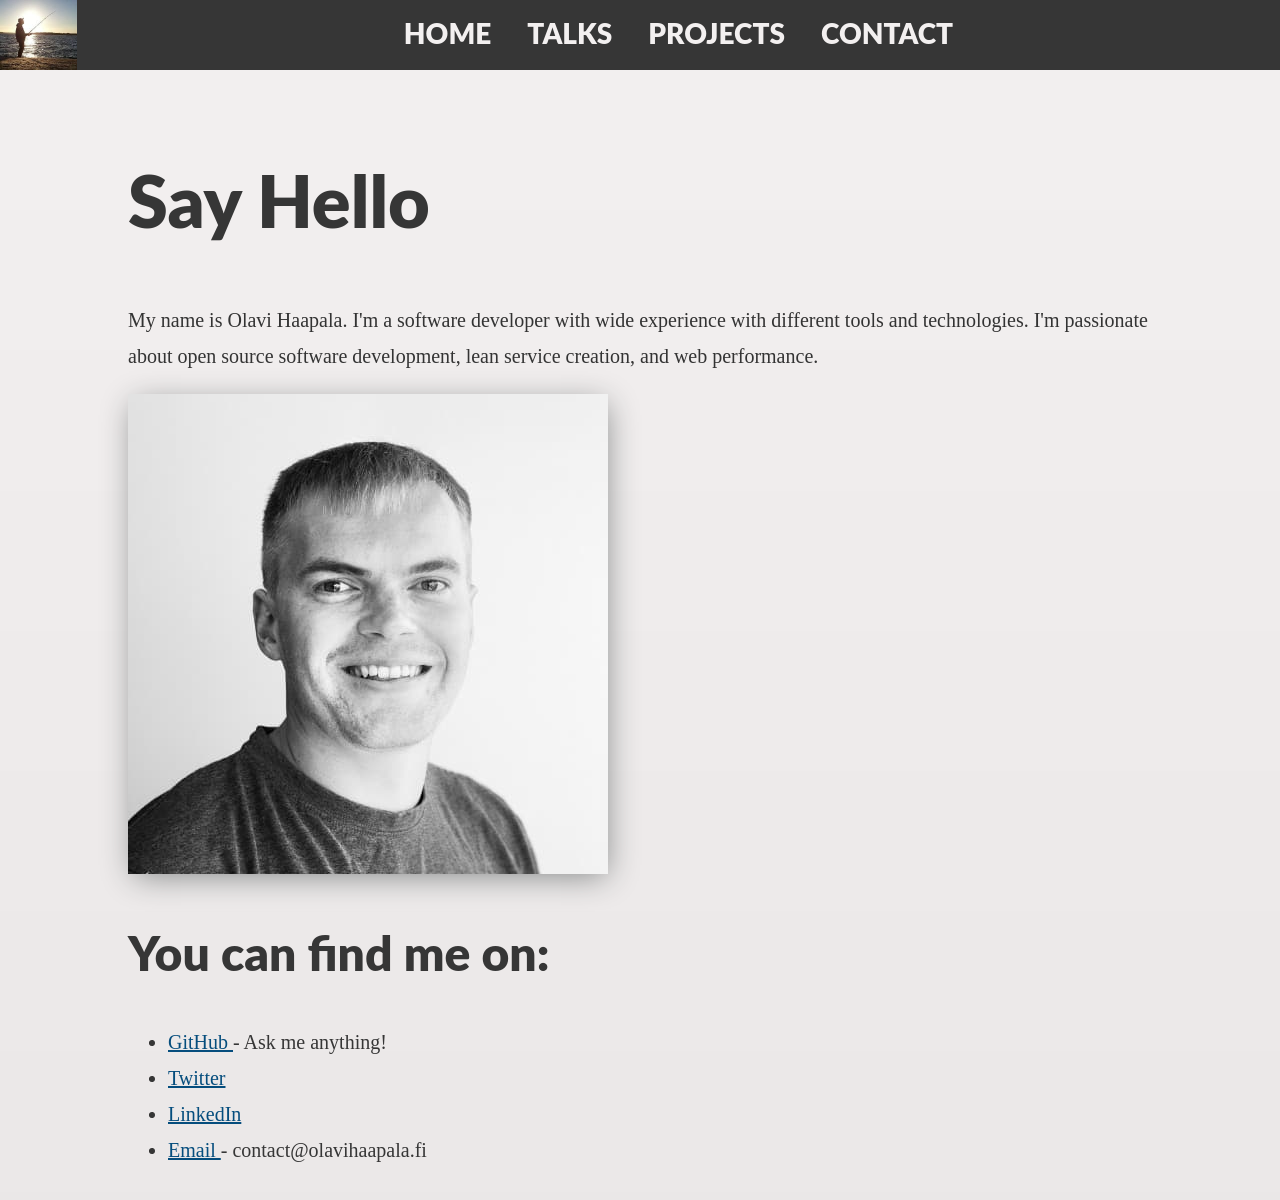 HOME TALKS PROJECTS CONTACT
Say Hello
My name is Olavi Haapala. I'm a software developer with wide experience with different tools and technologies. I'm passionate
about open source software development, lean service creation, and web performance.
You can find me on:
GitHub - Ask me anything!
Twitter
LinkedIn
Email - contact@olavihaapala.fi